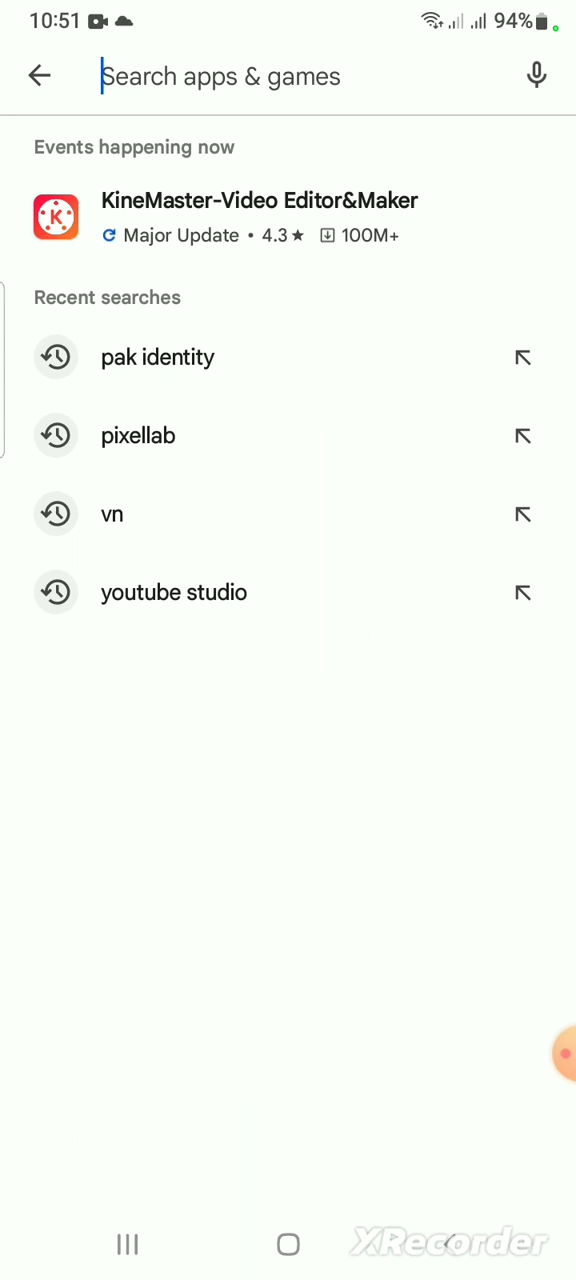 10:51 94%
Search apps & games
Events happening now
KineMaster-Video Editor&Maker
Major Update • 4.3★ 100M+
Recent searches
pak identity
pixellab
vn
youtube studio
XRecorder